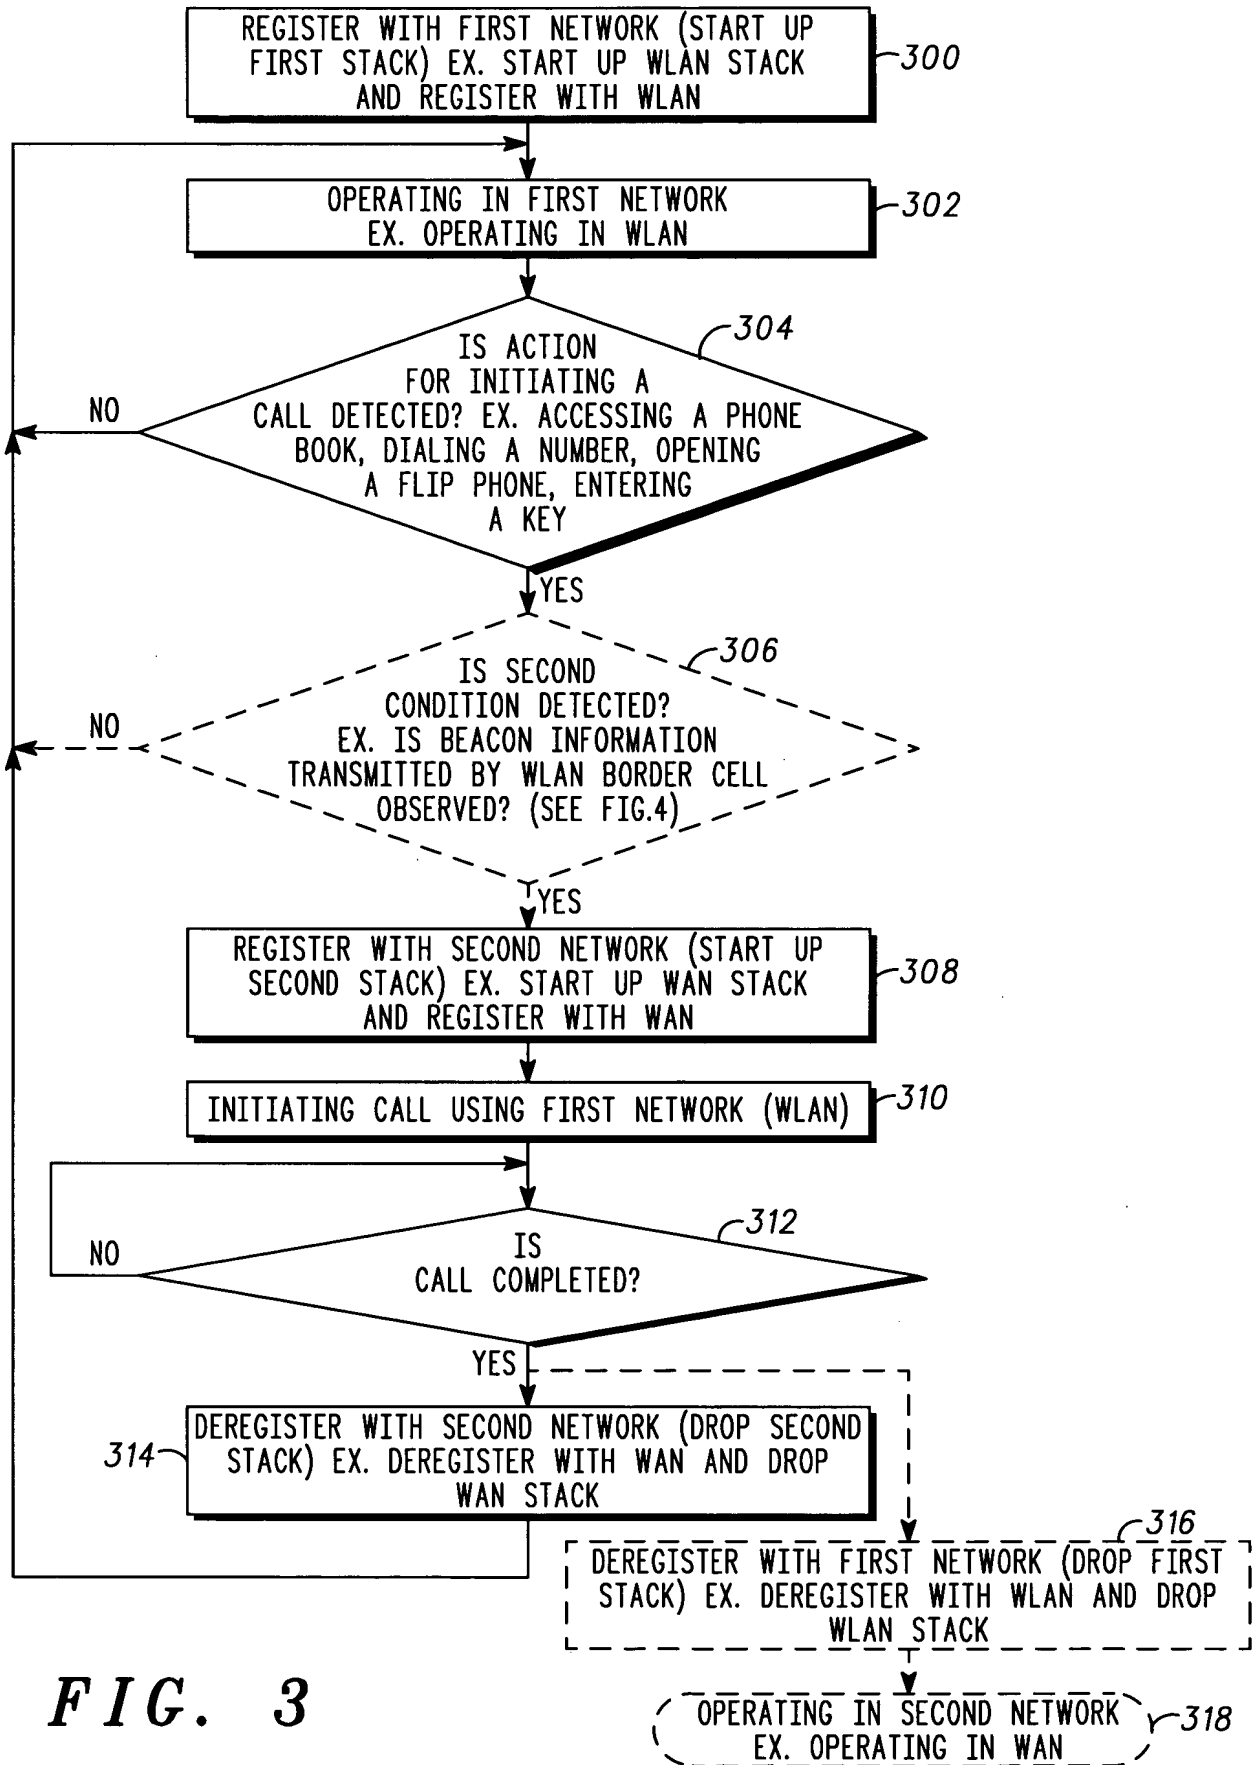 REGISTER WITH FIRST NETWORK (START UP
FIRST STACK) EX. START UP WLAN STACK
AND REGISTER WITH WLAN
300
OPERATING IN FIRST NETWORK
EX. OPERATING IN WLAN
302
304
IS ACTION
FOR INITIATING A
CALL DETECTED? EX. ACCESSING A PHONE
BOOK, DIALING A NUMBER, OPENING
A FLIP PHONE, ENTERING
A KEY
NO
YES
306
IS SECOND
CONDITION DETECTED?
EX. IS BEACON INFORMATION
TRANSMITTED BY WLAN BORDER CELL
OBSERVED? (SEE FIG.4)
NO
YES
REGISTER WITH SECOND NETWORK (START UP
SECOND STACK) EX. START UP WAN STACK
AND REGISTER WITH WAN
308
INITIATING CALL USING FIRST NETWORK (WLAN)
310
312
IS
CALL COMPLETED?
NO
YES
DEREGISTER WITH SECOND NETWORK (DROP SECOND
STACK) EX. DEREGISTER WITH WAN AND DROP
WAN STACK
314
316
DEREGISTER WITH FIRST NETWORK (DROP FIRST
STACK) EX. DEREGISTER WITH WLAN AND DROP
WLAN STACK
OPERATING IN SECOND NETWORK
EX. OPERATING IN WAN
318
FIG. 3